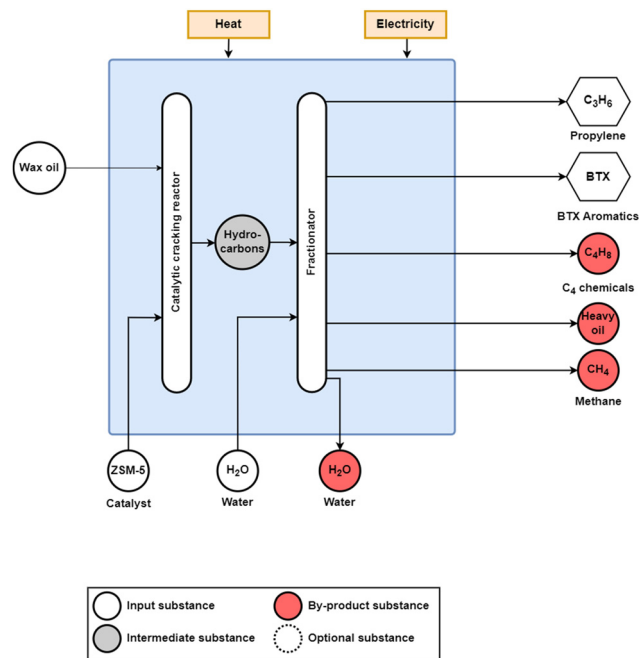 Heat
Electricity
C₃H₆
Propylene
Wax oil
Catalytic cracking reactor
Fractionator
BTX
BTX Aromatics
Hydro-
carbons
C₄H₈
C₄ chemicals
Heavy
oil
CH₄
Methane
ZSM-5
H₂O
H₂O
Catalyst
Water
Water
Input substance
By-product substance
Intermediate substance
Optional substance